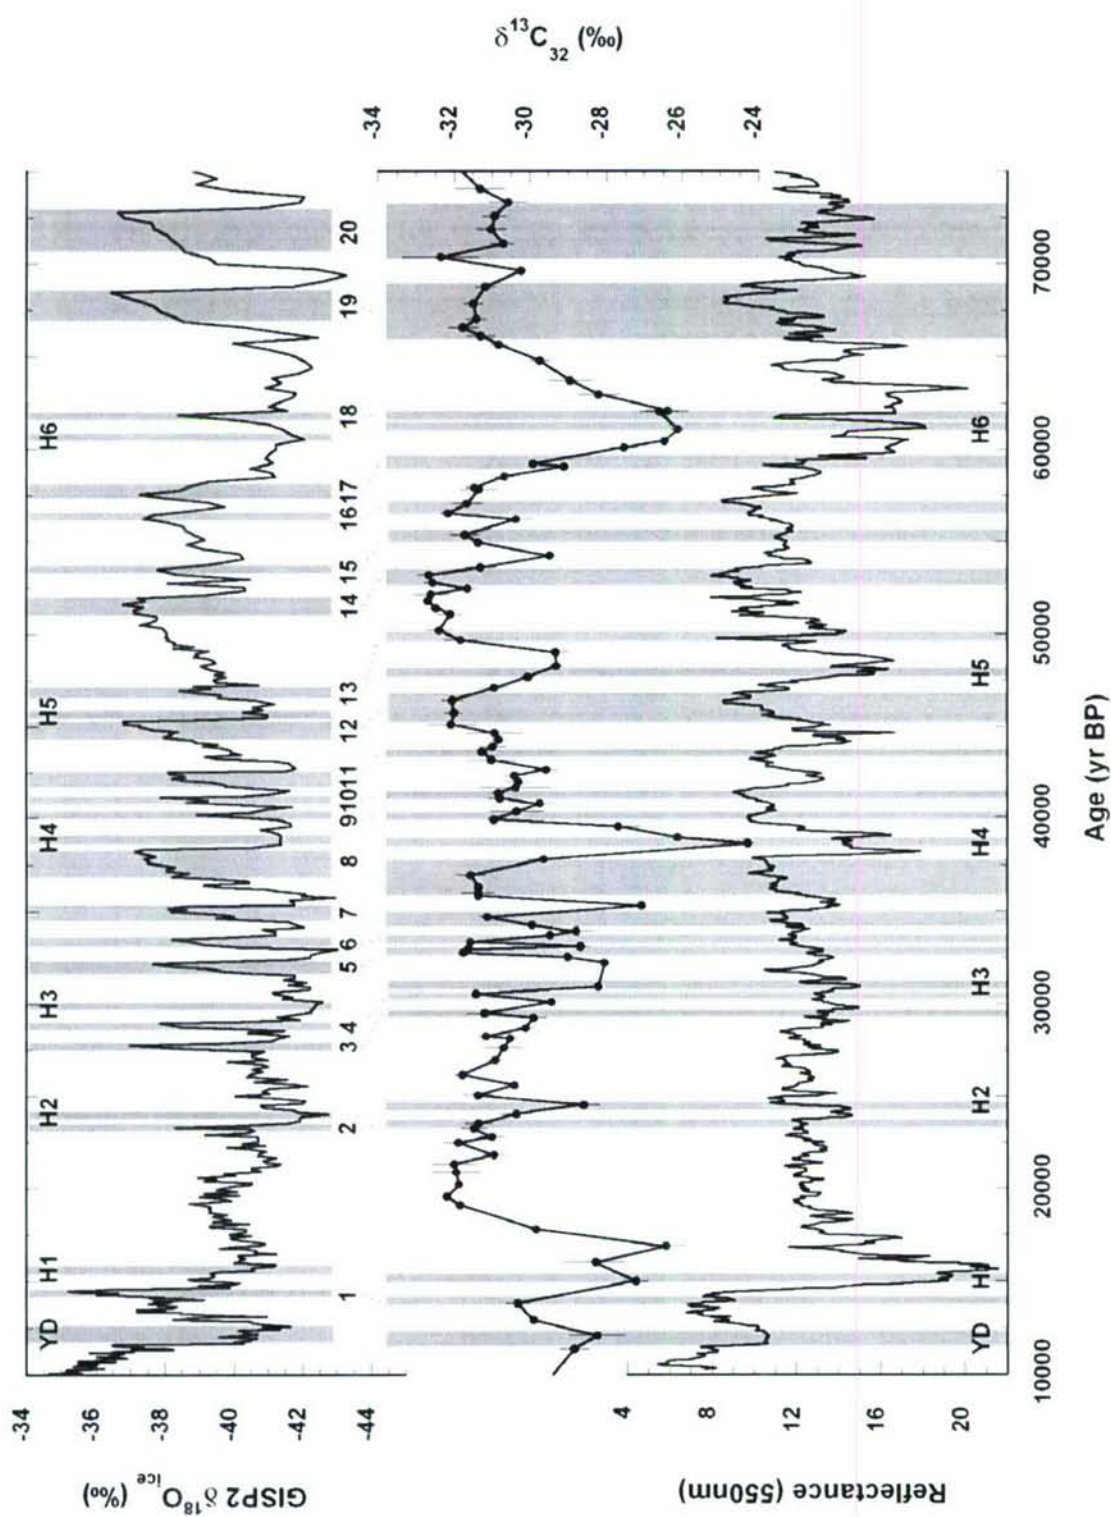 δ¹³C₃₂ (‰)
-34
-32
-30
-28
-26
-24
GISP2 δ¹⁸Oice (‰)
-34
-36
-38
-40
-42
-44
YD H1 H2 H3 H4 H5 H6
1 2 3 4 5 6 7 8 9 10 11 12 13 14 15 16 17 18 19 20
Reflectance (550nm)
4
8
12
16
20
YD H1 H2 H3 H4 H5 H6
10000 20000 30000 40000 50000 60000 70000
Age (yr BP)